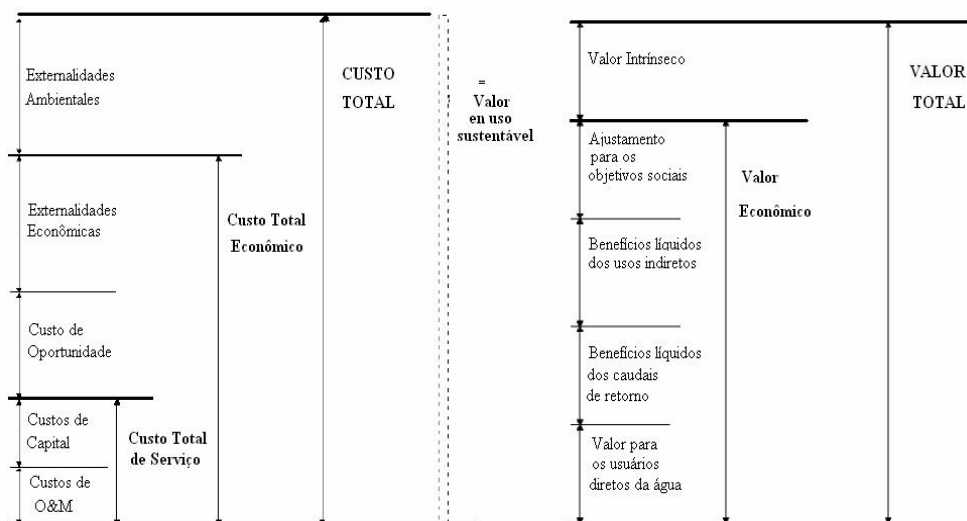 Externalidades
Ambientales
Externalidades
Econômicas
Custo de
Oportunidade
Custos de
Capital
Custos de
O&M
Custo Total
de Serviço
Custo Total
Econômico
CUSTO
TOTAL
=
Valor
en uso
sustentável
Valor Intrínseco
Ajustamento
para os
objetivos sociais
Benefícios líquidos
dos usos indiretos
Benefícios líquidos
dos caudais
de retorno
Valor para
os usuários
diretos da água
Valor
Econômico
VALOR
TOTAL